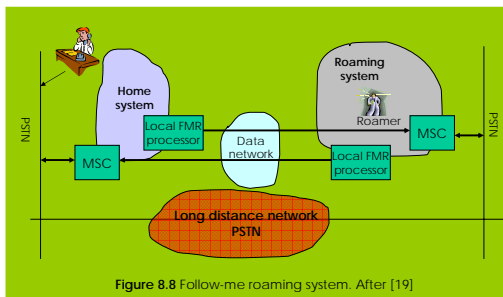 Home
system
Roaming
system
Roamer
PSTN
PSTN
Local FMR
processor
MSC
Data
network
MSC
Local FMR
processor
Long distance network
PSTN
Figure 8.8 Follow-me roaming system. After [19]